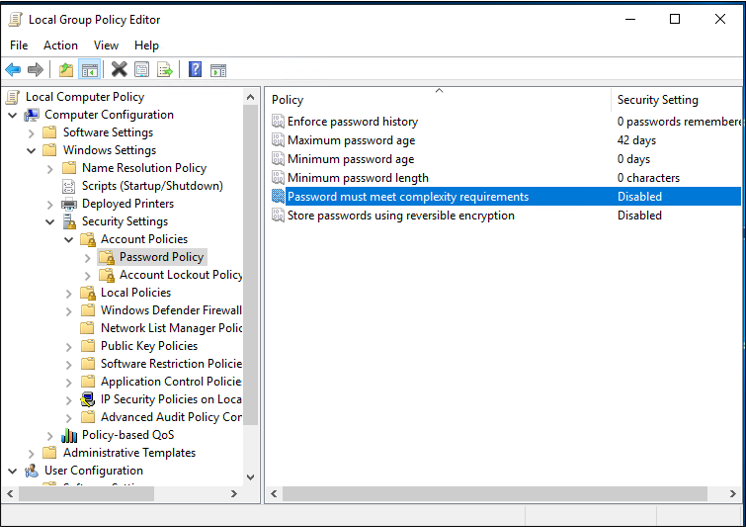 Local Group Policy Editor
File Action View Help
Local Computer Policy
Computer Configuration
Software Settings
Windows Settings
Name Resolution Policy
Scripts (Startup/Shutdown)
Deployed Printers
Security Settings
Account Policies
Password Policy
Account Lockout Policy
Local Policies
Windows Defender Firewall
Network List Manager Polic
Public Key Policies
Software Restriction Policie
Application Control Policie
IP Security Policies on Loca
Advanced Audit Policy Cor
Policy-based QoS
Administrative Templates
User Configuration
Policy Security Setting
Enforce password history 0 passwords remembere
Maximum password age 42 days
Minimum password age 0 days
Minimum password length 0 characters
Password must meet complexity requirements Disabled
Store passwords using reversible encryption Disabled